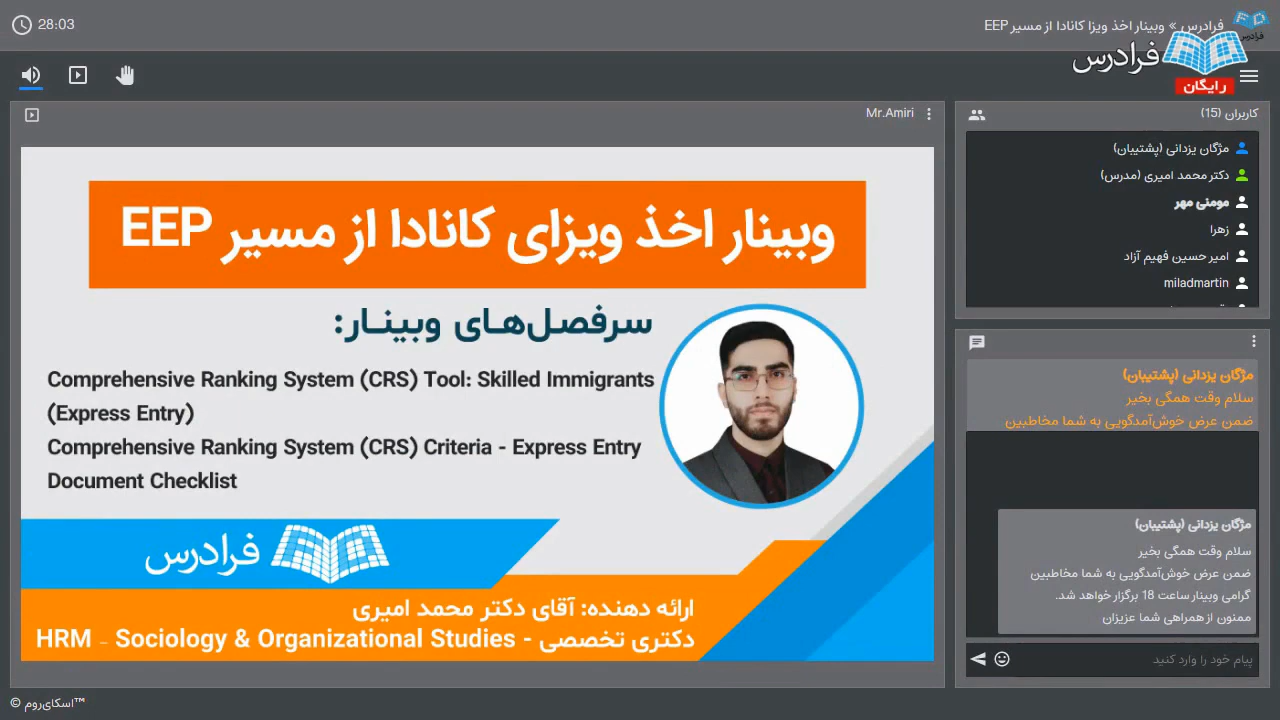 28:03
فرادرس » وبینار اخذ ویزا کانادا از مسیر EEP
فرادرس
فرادرس
رایگان
Mr.Amiri
وبینار اخذ ویزای کانادا از مسیر EEP
سرفصل‌های وبینار:
Comprehensive Ranking System (CRS) Tool: Skilled Immigrants
(Express Entry)
Comprehensive Ranking System (CRS) Criteria - Express Entry
Document Checklist
فرادرس
ارائه دهنده: آقای دکتر محمد امیری
دکتری تخصصی - HRM – Sociology & Organizational Studies
کاربران (15)
مژگان یزدانی (پشتیبان)
دکتر محمد امیری (مدرس)
مومنی مهر
زهرا
امیر حسین فهیم آزاد
miladmartin
مژگان یزدانی (پشتیبان)
سلام وقت همگی بخیر
ضمن عرض خوش‌آمدگویی به شما مخاطبین
مژگان یزدانی (پشتیبان)
سلام وقت همگی بخیر
ضمن عرض خوش‌آمدگویی به شما مخاطبین
گرامی وبینار ساعت 18 برگزار خواهد شد.
ممنون از همراهی شما عزیزان
پیام خود را وارد کنید
© اسکای‌روم™